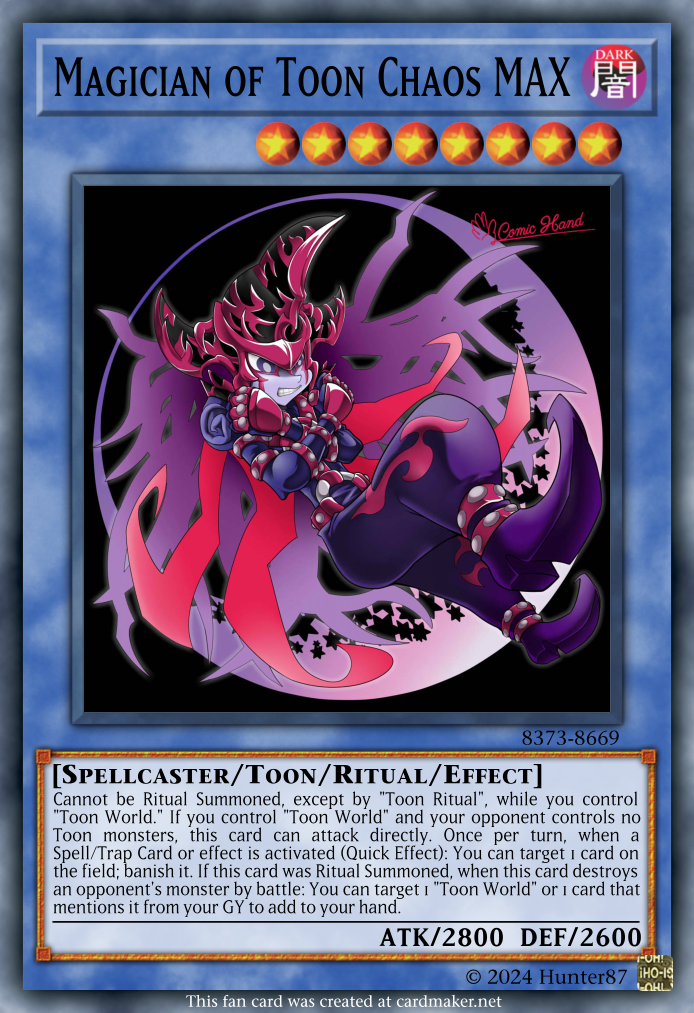 Magician of Toon Chaos MAX
DARK
闇
Comic Hand
8373-8669
[Spellcaster/Toon/Ritual/Effect]
Cannot be Ritual Summoned, except by "Toon Ritual", while you control
"Toon World." If you control "Toon World" and your opponent controls no
Toon monsters, this card can attack directly. Once per turn, when a
Spell/Trap Card or effect is activated (Quick Effect): You can target 1 card on
the field; banish it. If this card was Ritual Summoned, when this card destroys
an opponent's monster by battle: You can target 1 "Toon World" or 1 card that
mentions it from your GY to add to your hand.
ATK/2800 DEF/2600
© 2024 Hunter87
This fan card was created at cardmaker.net